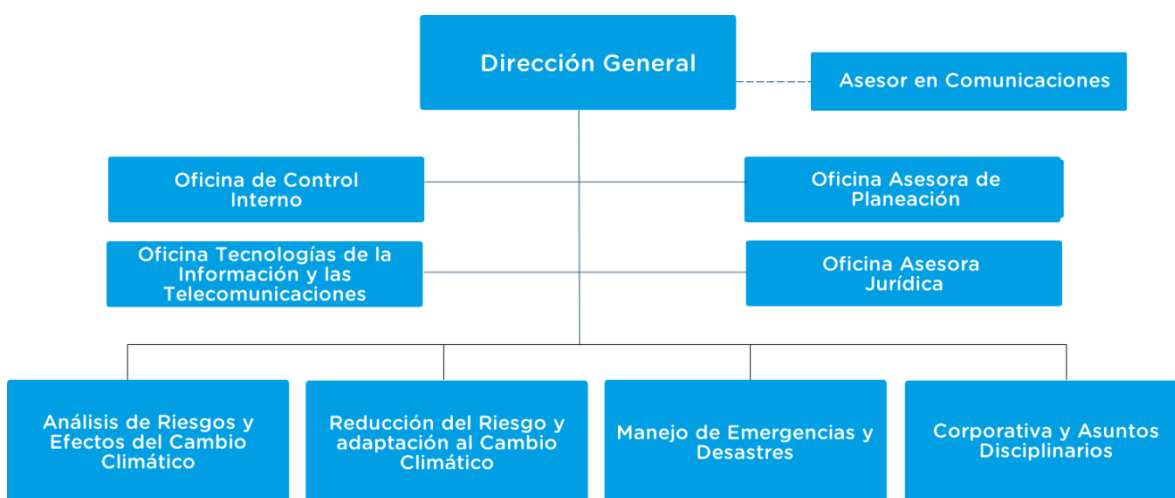 Dirección General
Asesor en Comunicaciones
Oficina de Control
Interno
Oficina Asesora de
Planeación
Oficina Tecnologías de la
Información y las
Telecomunicaciones
Oficina Asesora
Jurídica
Análisis de Riesgos y
Efectos del Cambio
Climático
Reducción del Riesgo y
adaptación al Cambio
Climático
Manejo de Emergencias y
Desastres
Corporativa y Asuntos
Disciplinarios